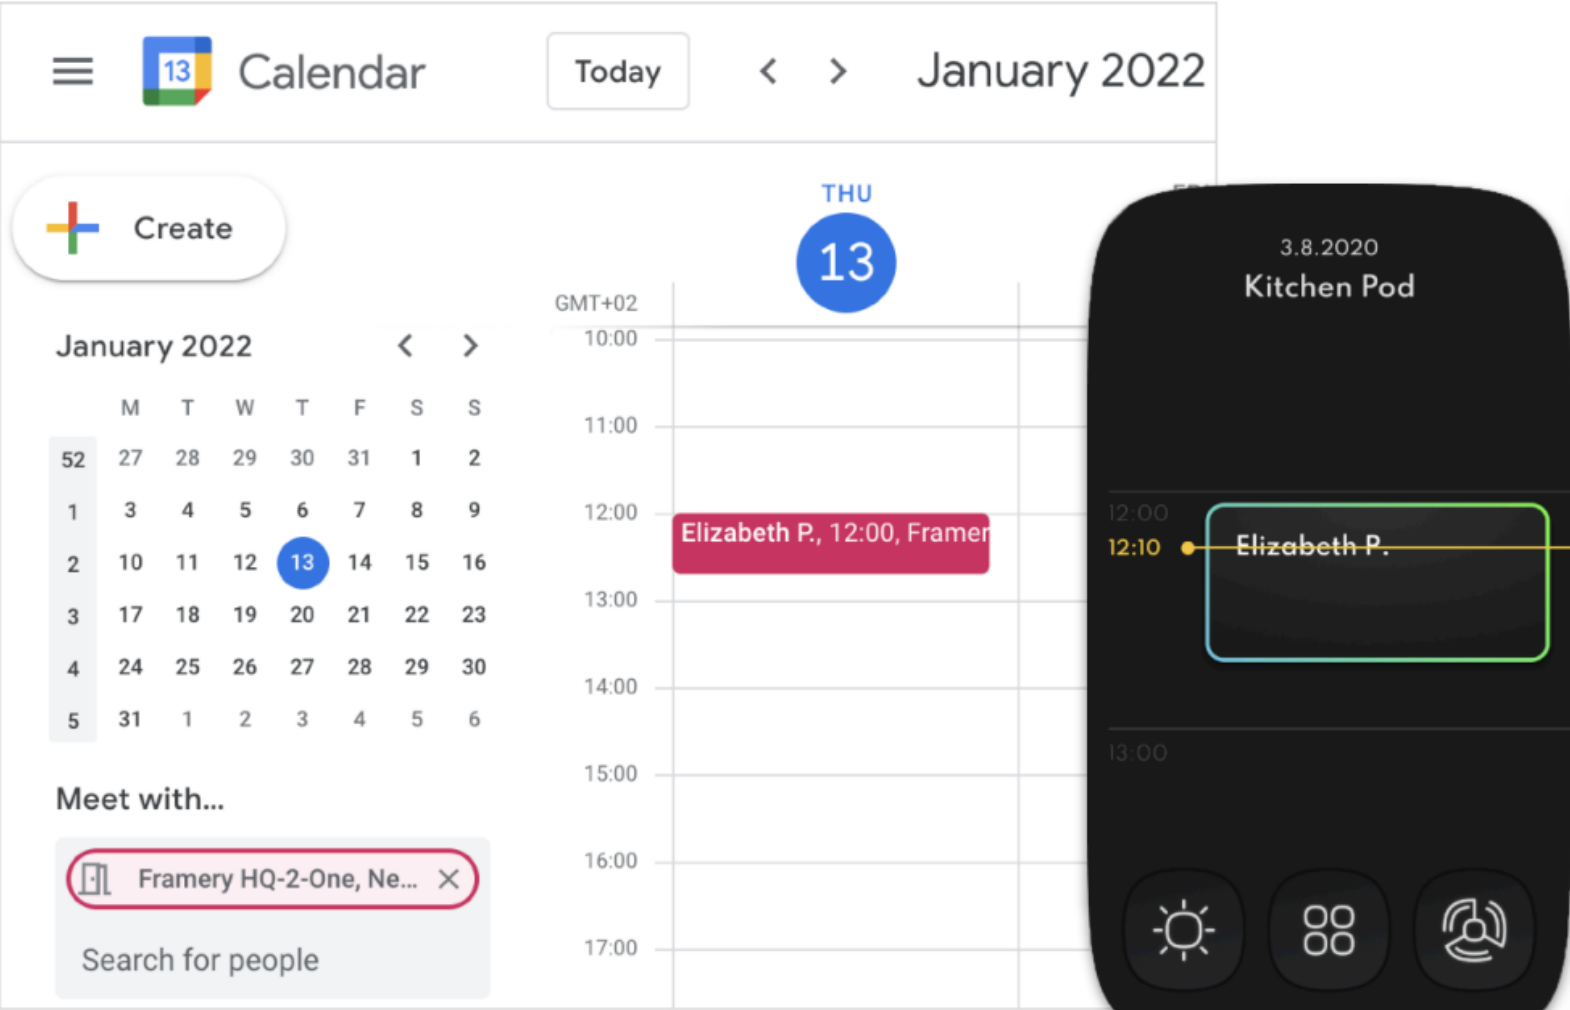 13 Calendar Today January 2022
Create
THU
13
GMT+02
January 2022
M T W T F S S
52 27 28 29 30 31 1 2
1 3 4 5 6 7 8 9
2 10 11 12 13 14 15 16
3 17 18 19 20 21 22 23
4 24 25 26 27 28 29 30
5 31 1 2 3 4 5 6
Meet with...
Framery HQ-2-One, Ne...
Search for people
10:00
11:00
12:00
Elizabeth P., 12:00, Framer
13:00
14:00
15:00
16:00
17:00
3.8.2020
Kitchen Pod
12:00
12:10 Elizabeth P.
13:00